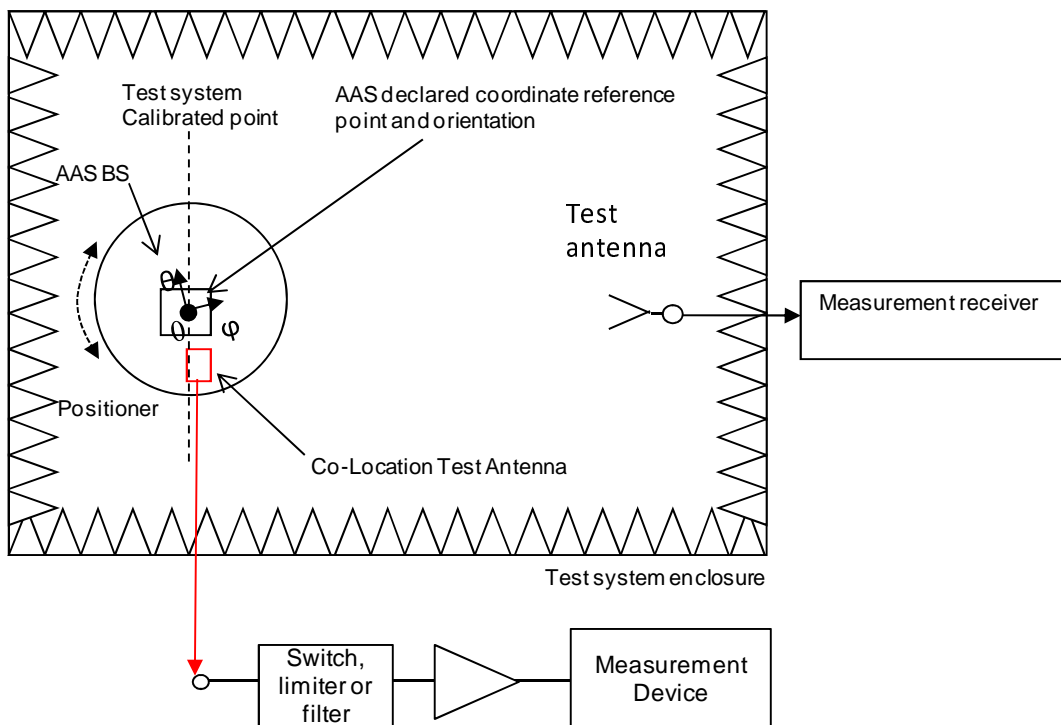 Test system
Calibrated point
AAS declared coordinate reference
point and orientation
AAS BS
Test
antenna
θ
θ
φ
Measurement receiver
Positioner
Co-Location Test Antenna
Test system enclosure
Switch,
limiter or
filter
Measurement
Device